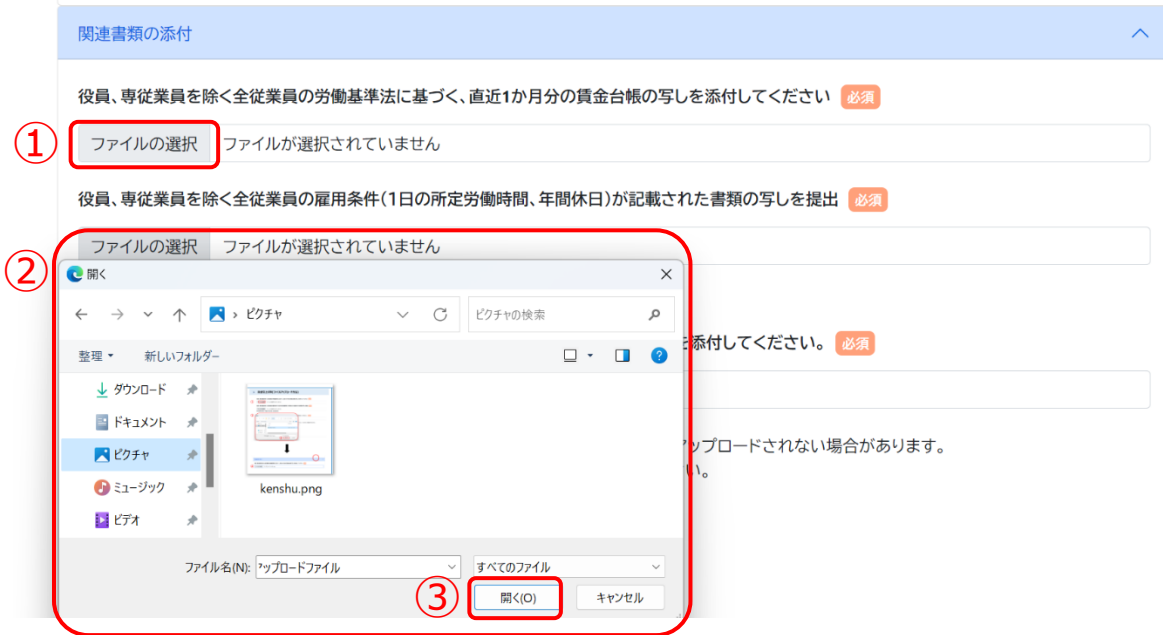 関連書類の添付
役員、専従業員を除く全従業員の労働基準法に基づく、直近1か月分の賃金台帳の写しを添付してください 必須
① ファイルの選択 ファイルが選択されていません
役員、専従業員を除く全従業員の雇用条件(1日の所定労働時間、年間休日)が記載された書類の写しを提出 必須
ファイルの選択 ファイルが選択されていません
②
開く
ピクチャ ピクチャの検索
添付してください。 必須
整理 新しいフォルダー
ダウンロード
ドキュメント
ピクチャ
ミュージック
ビデオ
kenshu.png
アップロードされない場合があります。
い。
ファイル名(N): アップロードファイル すべてのファイル
③ 開く(O) キャンセル